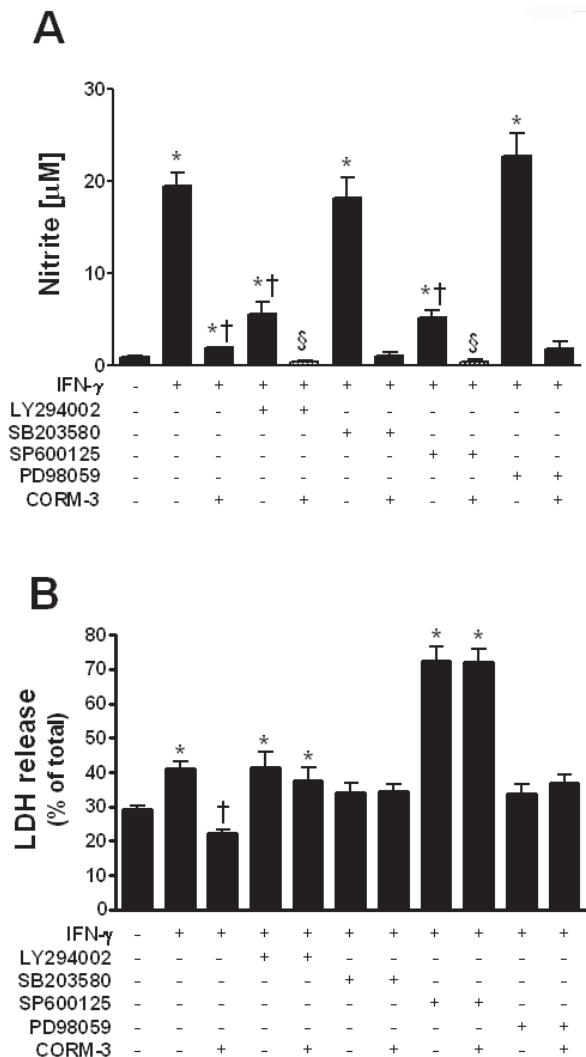 A
Nitrite [μM]
30
20
10
0
*
*†
*†
§
*
*†
§
*
IFN-γ - + + + + + + + + + +
LY294002 - - - + + - - - - - -
SB203580 - - - - - + + - - - -
SP600125 - - - - - - - + + - -
PD98059 - - - - - - - - - + +
CORM-3 - - + - + - + - + - +
B
LDH release
(% of total)
80
70
60
50
40
30
20
10
0
*
†
*
*
*
*
IFN-γ - + + + + + + + + + +
LY294002 - - - + + - - - - - -
SB203580 - - - - - + + - - - -
SP600125 - - - - - - - + + - -
PD98059 - - - - - - - - - + +
CORM-3 - - + - + - + - + - +